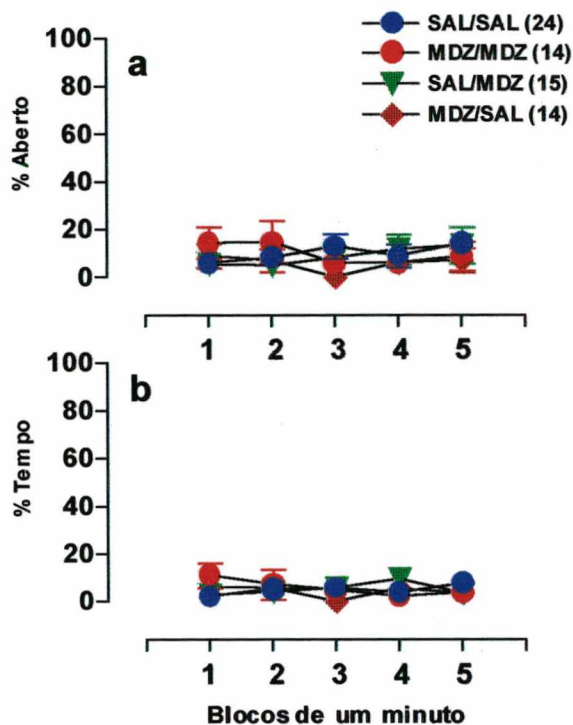 SAL/SAL (24)
MDZ/MDZ (14)
SAL/MDZ (15)
MDZ/SAL (14)
a
% Aberto
100
80
60
40
20
0
1 2 3 4 5
b
% Tempo
100
80
60
40
20
0
1 2 3 4 5
Blocos de um minuto